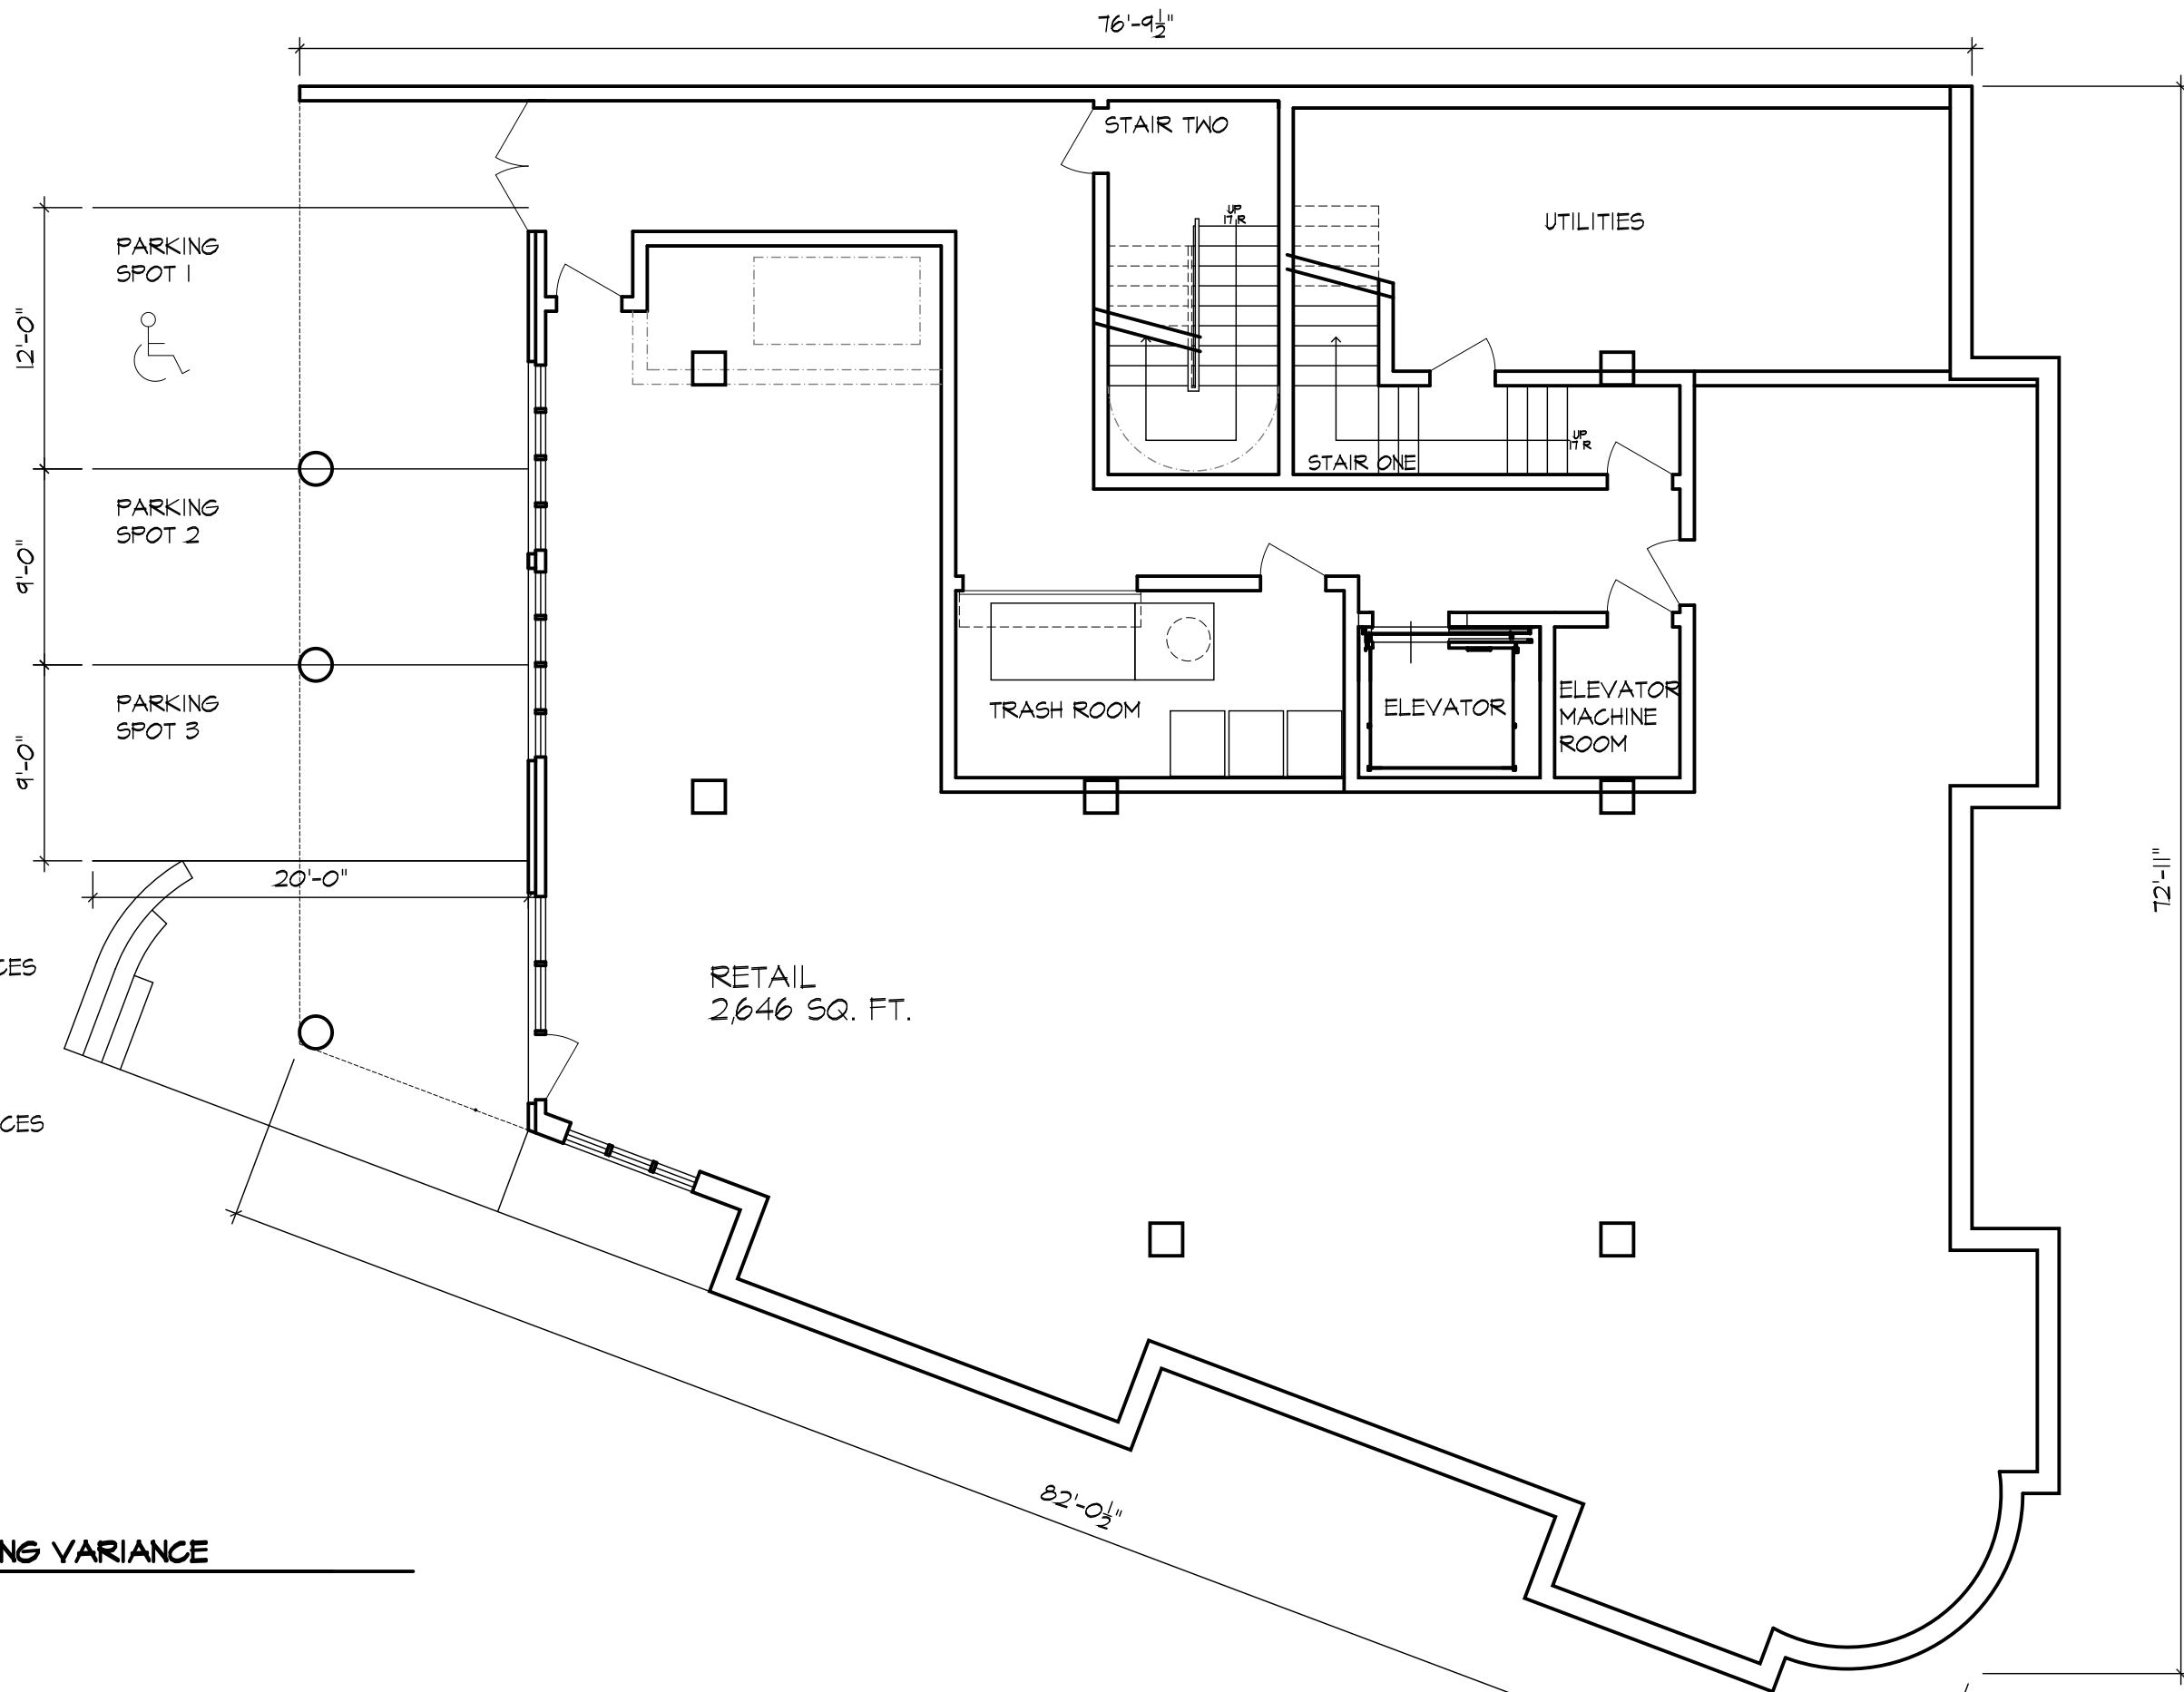 76'-9½"
STAIR TWO
UP
17 R
UTILITIES
PARKING
SPOT 1
12'-0"
UP
17 R
STAIR ONE
PARKING
SPOT 2
9'-0"
PARKING
SPOT 3
9'-0"
TRASH ROOM
ELEVATOR
ELEVATOR
MACHINE
ROOM
20'-0"
72'-11"
CES
RETAIL
2,646 SQ. FT.
CES
82'-0½"
NG VARIANCE